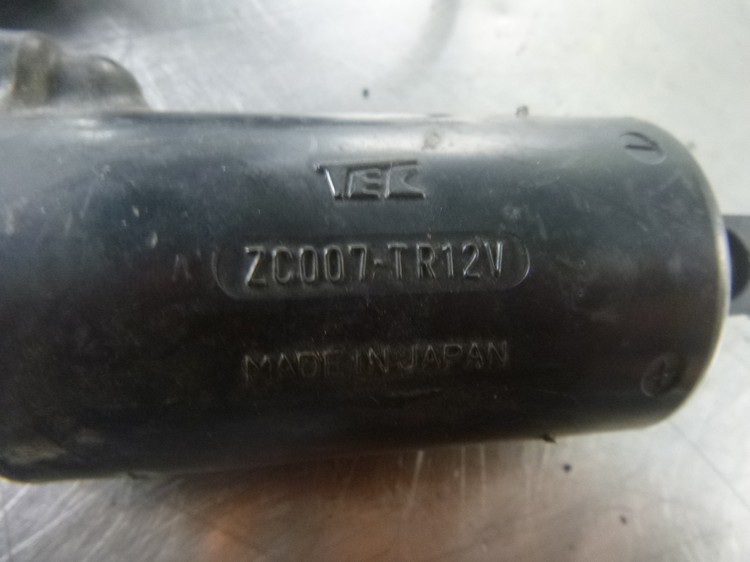 TEC
ZC007-TR12V
MADE IN JAPAN
+